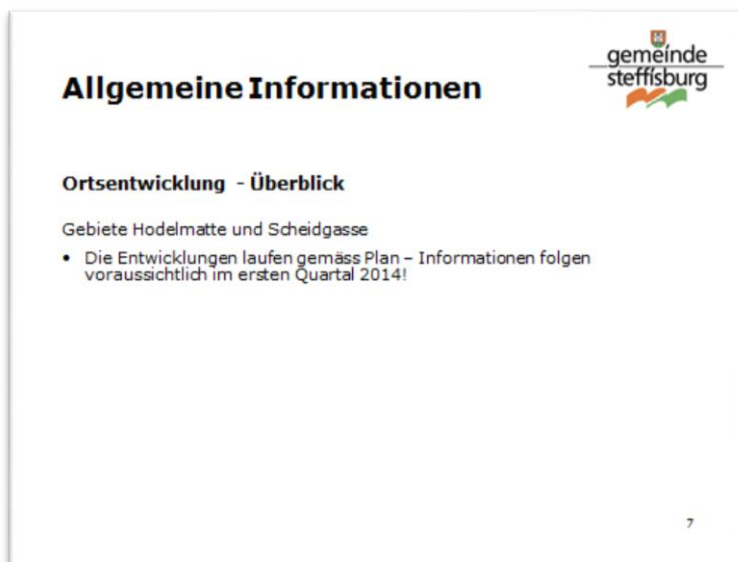 gemeinde
steffisburg
Allgemeine Informationen
Ortsentwicklung - Überblick
Gebiete Hodelmatte und Scheidgasse
• Die Entwicklungen laufen gemäss Plan – Informationen folgen
voraussichtlich im ersten Quartal 2014!
7